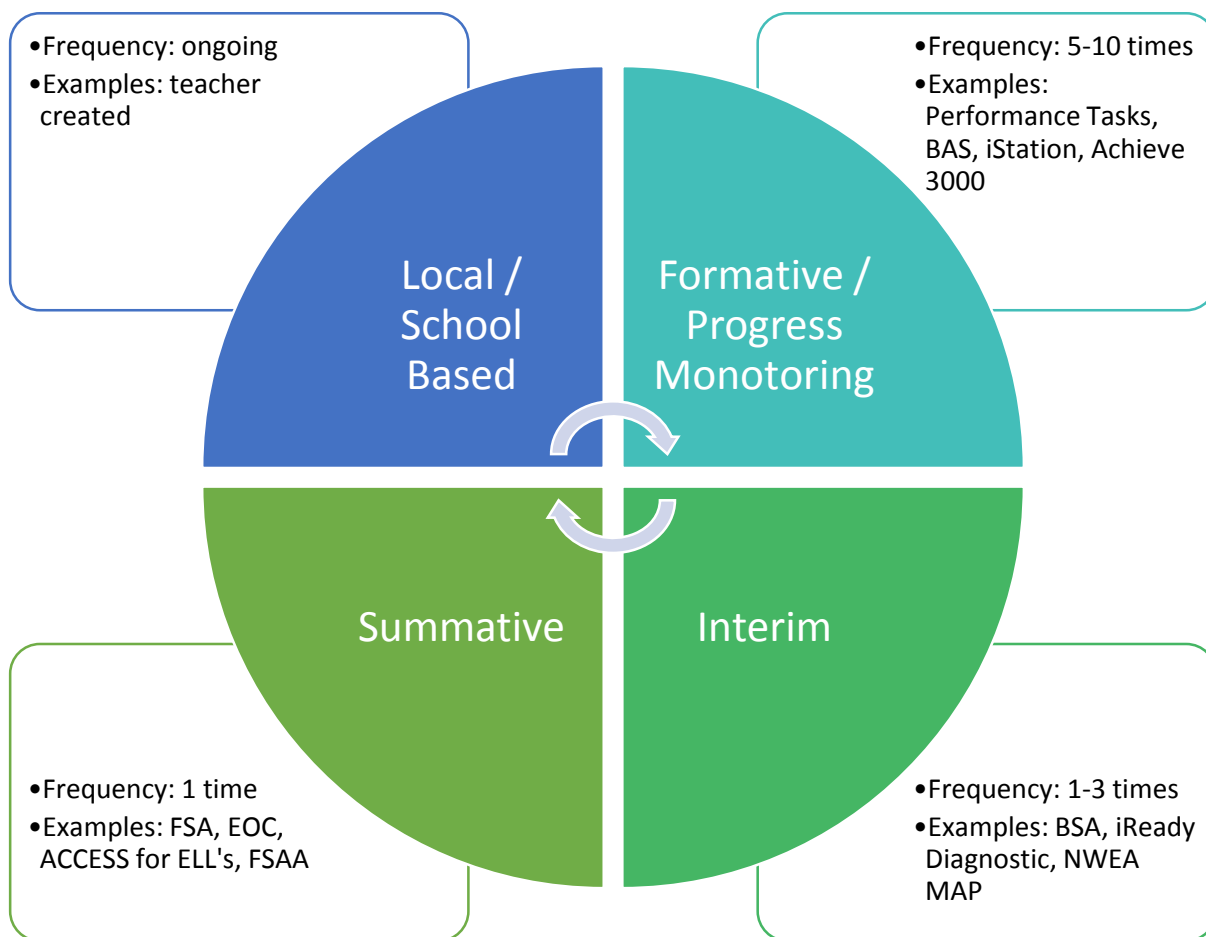 •Frequency: ongoing
•Examples: teacher
created
•Frequency: 5-10 times
•Examples:
Performance Tasks,
BAS, iStation, Achieve
3000
Local /
School
Based
Formative /
Progress
Monotoring
Summative
Interim
•Frequency: 1 time
•Examples: FSA, EOC,
ACCESS for ELL's, FSAA
•Frequency: 1-3 times
•Examples: BSA, iReady
Diagnostic, NWEA
MAP